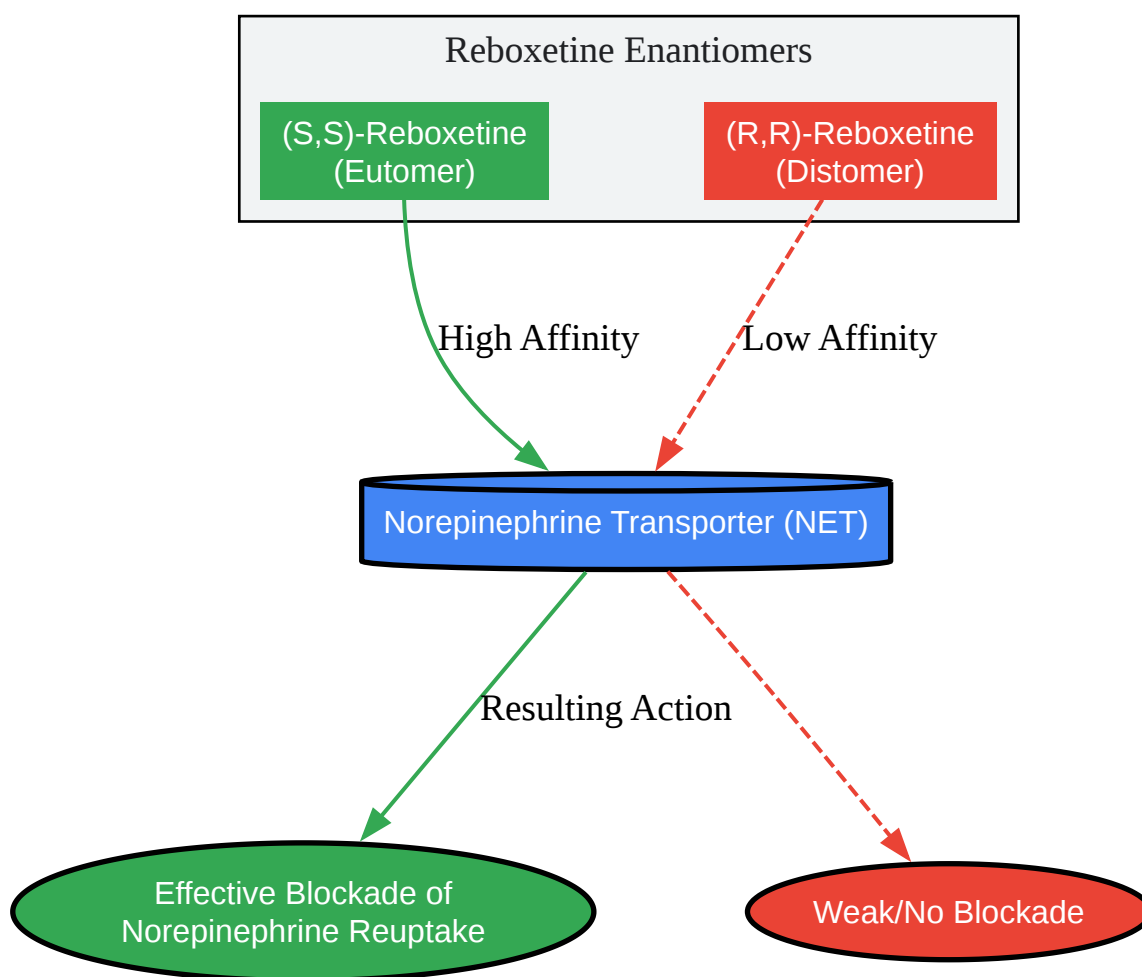 Reboxetine Enantiomers
(S,S)-Reboxetine
(Eutomer)
(R,R)-Reboxetine
(Distomer)
High Affinity
Low Affinity
Norepinephrine Transporter (NET)
Resulting Action
Effective Blockade of
Norepinephrine Reuptake
Weak/No Blockade